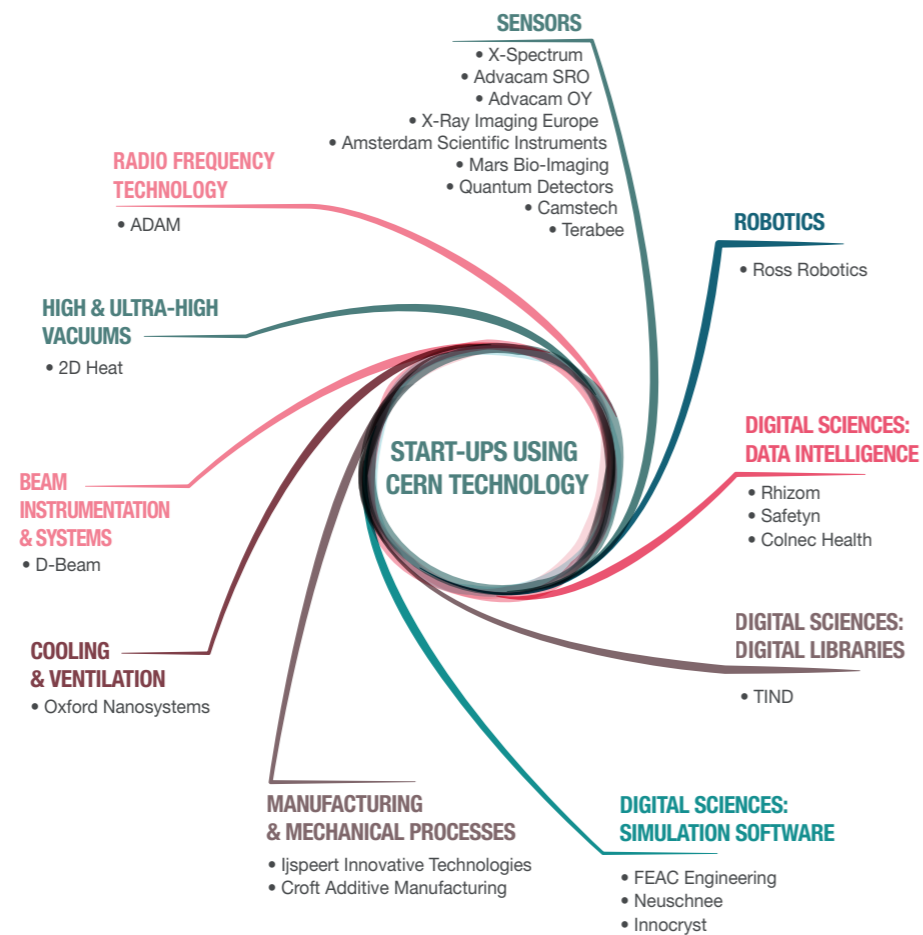 SENSORS
• X-Spectrum
• Advacam SRO
• Advacam OY
• X-Ray Imaging Europe
• Amsterdam Scientific Instruments
• Mars Bio-Imaging
• Quantum Detectors
• Camstech
• Terabee
RADIO FREQUENCY
TECHNOLOGY
• ADAM
ROBOTICS
• Ross Robotics
HIGH & ULTRA-HIGH
VACUUMS
• 2D Heat
START-UPS USING
CERN TECHNOLOGY
DIGITAL SCIENCES:
DATA INTELLIGENCE
• Rhizom
• Safetyn
• Colnec Health
BEAM
INSTRUMENTATION
& SYSTEMS
• D-Beam
DIGITAL SCIENCES:
DIGITAL LIBRARIES
• TIND
COOLING
& VENTILATION
• Oxford Nanosystems
MANUFACTURING
& MECHANICAL PROCESSES
• Ijspeert Innovative Technologies
• Croft Additive Manufacturing
DIGITAL SCIENCES:
SIMULATION SOFTWARE
• FEAC Engineering
• Neuschnee
• Innocryst